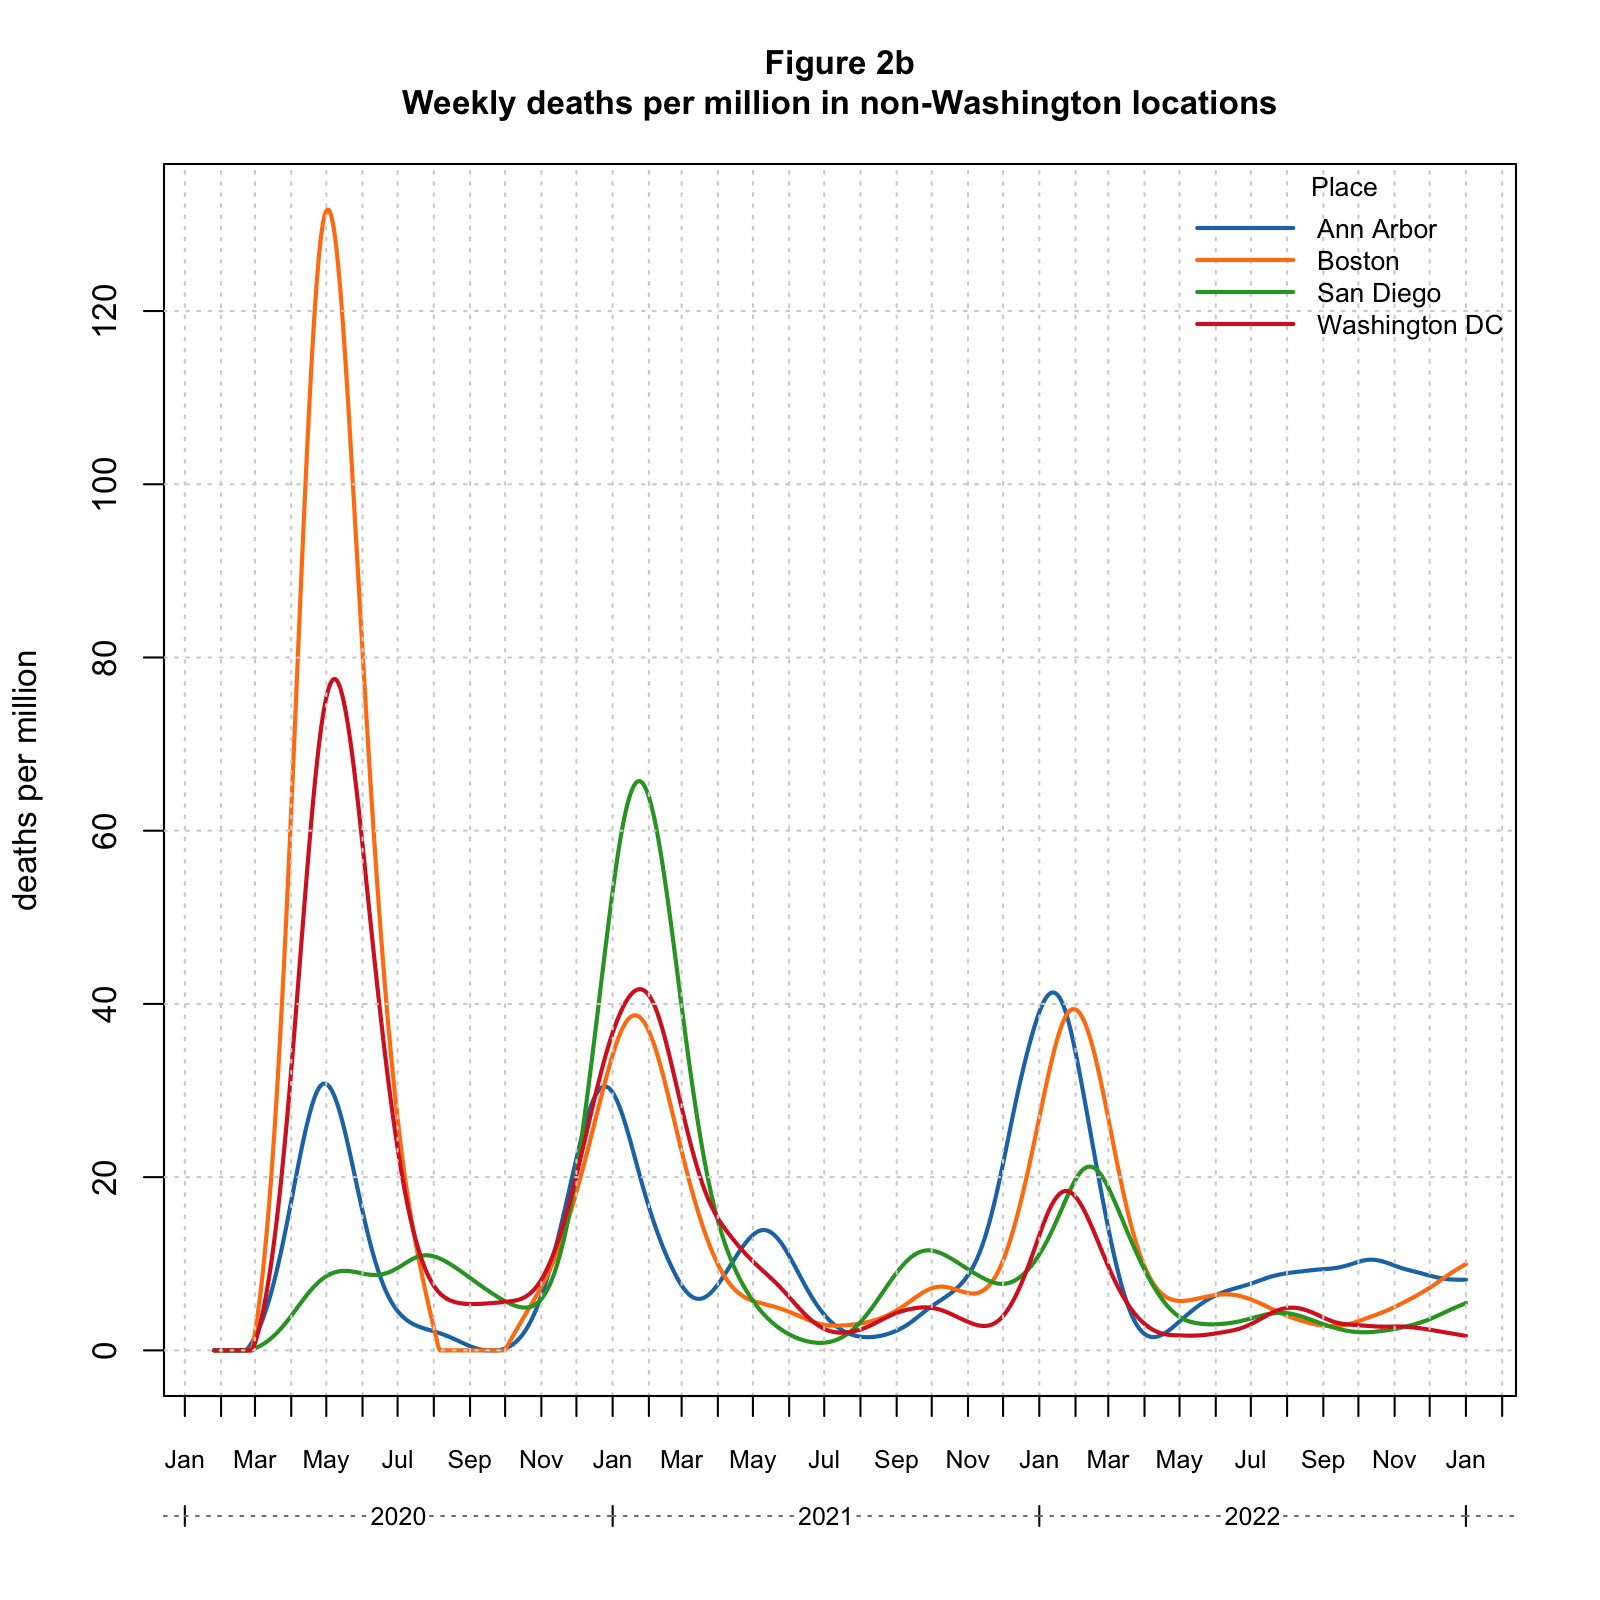 Figure 2b
Weekly deaths per million in non-Washington locations
Place
Ann Arbor
Boston
San Diego
Washington DC
deaths per million
120
100
80
60
40
20
0
Jan Mar May Jul Sep Nov Jan Mar May Jul Sep Nov Jan Mar May Jul Sep Nov Jan
2020 2021 2022